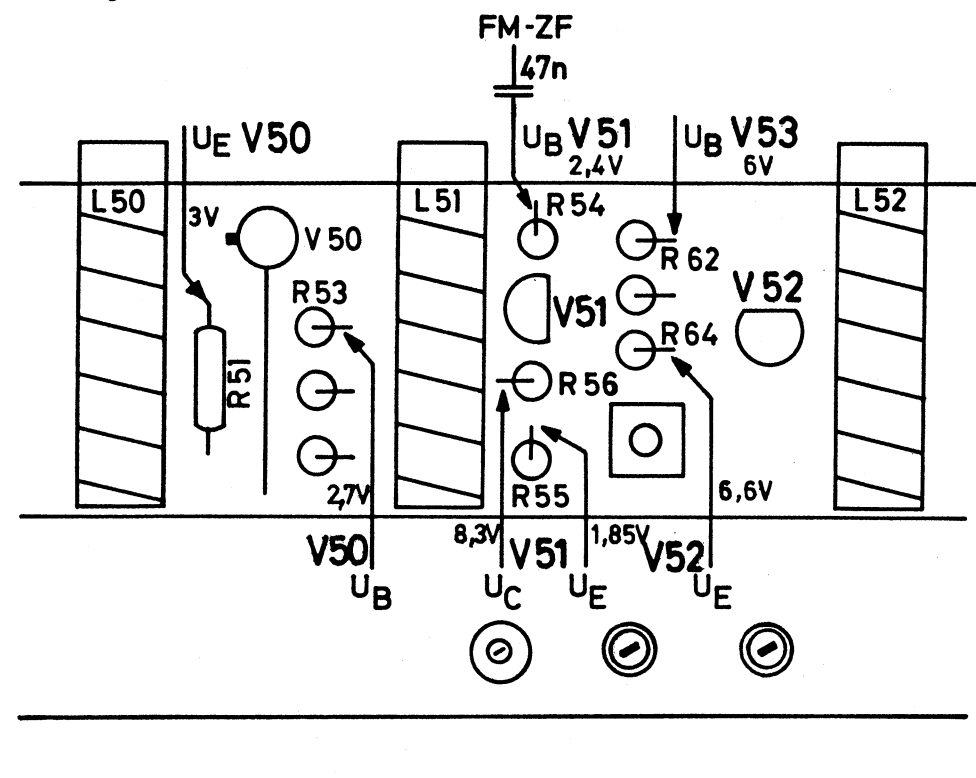 FM-ZF
47n
UE V50
UB V51
2,4V
UB V53
6V
L50
3V
V50
L51
R54
L52
R62
R53
V51
V52
R64
R51
R56
R55
2,7V
6,6V
8,3V
1,85V
V50
V51
V52
UB
UC
UE
UE